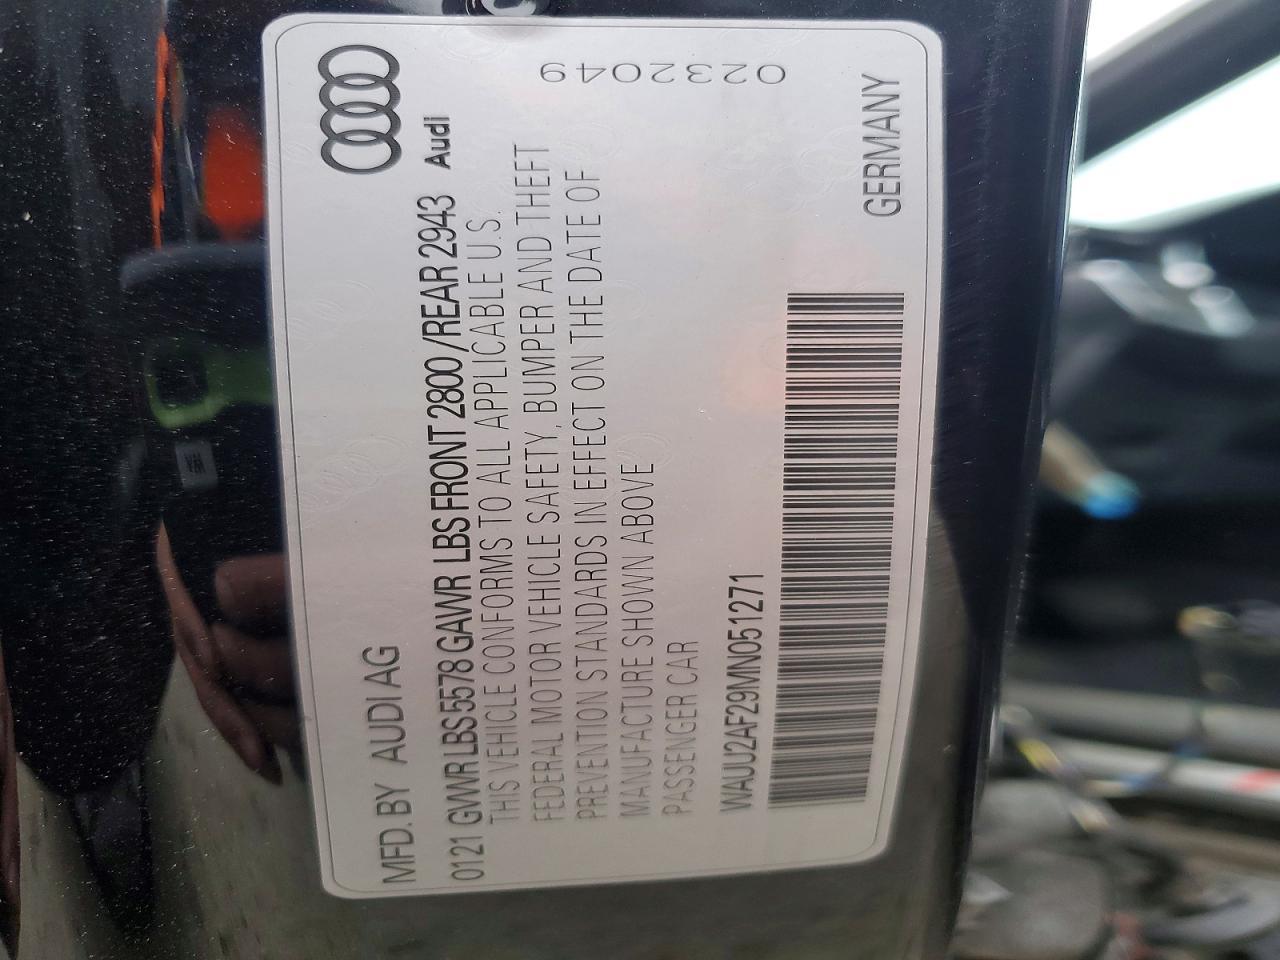 MFD. BY AUDI AG
0121 GVWR LBS 5578 GAWR LBS FRONT 2800 / REAR 2943
Audi
THIS VEHICLE CONFORMS TO ALL APPLICABLE U.S.
FEDERAL MOTOR VEHICLE SAFETY, BUMPER AND THEFT
PREVENTION STANDARDS IN EFFECT ON THE DATE OF
MANUFACTURE SHOWN ABOVE
PASSENGER CAR
WAUU2AF29MN051271
GERMANY
0232049